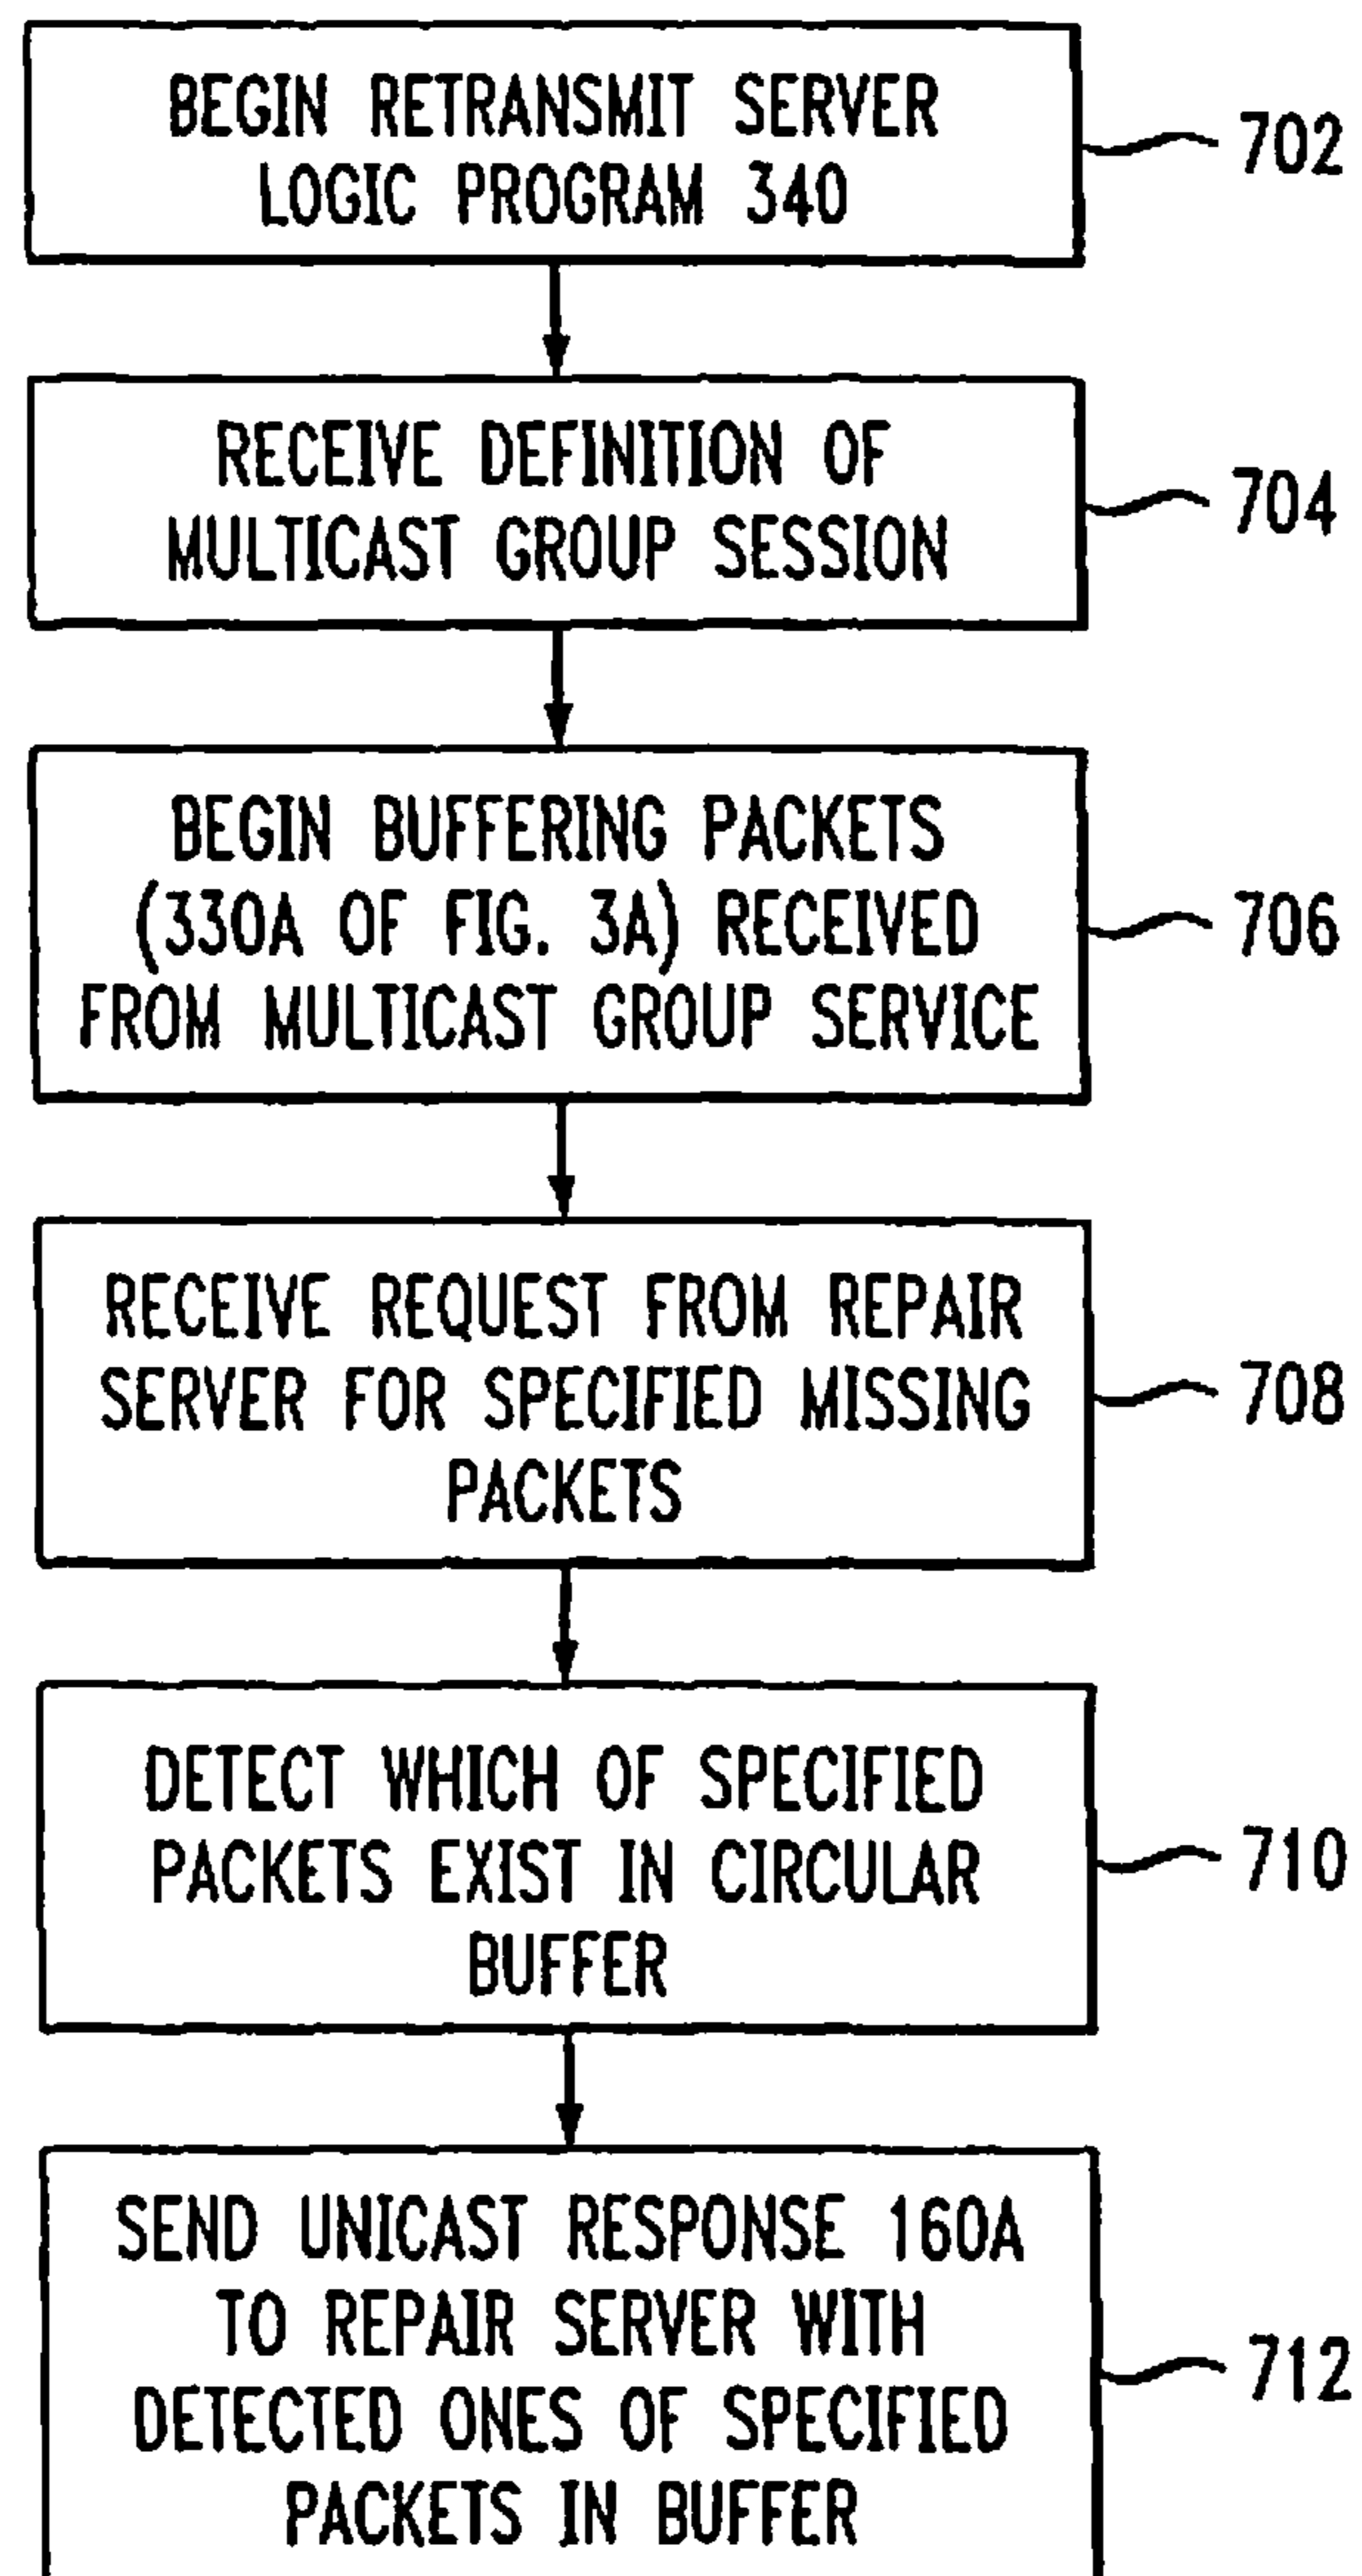 BEGIN RETRANSMIT SERVER
LOGIC PROGRAM 340
702
RECEIVE DEFINITION OF
MULTICAST GROUP SESSION
704
BEGIN BUFFERING PACKETS
(330A OF FIG. 3A) RECEIVED
FROM MULTICAST GROUP SERVICE
706
RECEIVE REQUEST FROM REPAIR
SERVER FOR SPECIFIED MISSING
PACKETS
708
DETECT WHICH OF SPECIFIED
PACKETS EXIST IN CIRCULAR
BUFFER
710
SEND UNICAST RESPONSE 160A
TO REPAIR SERVER WITH
DETECTED ONES OF SPECIFIED
PACKETS IN BUFFER
712